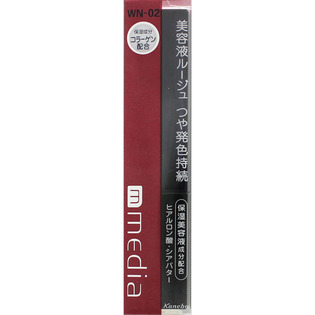 WN-02
保湿成分
コラーゲン
配合
美容液ルージュ つや発色持続
保湿美容液成分配合
ヒアルロン酸・シアバター
m media
Kanebo